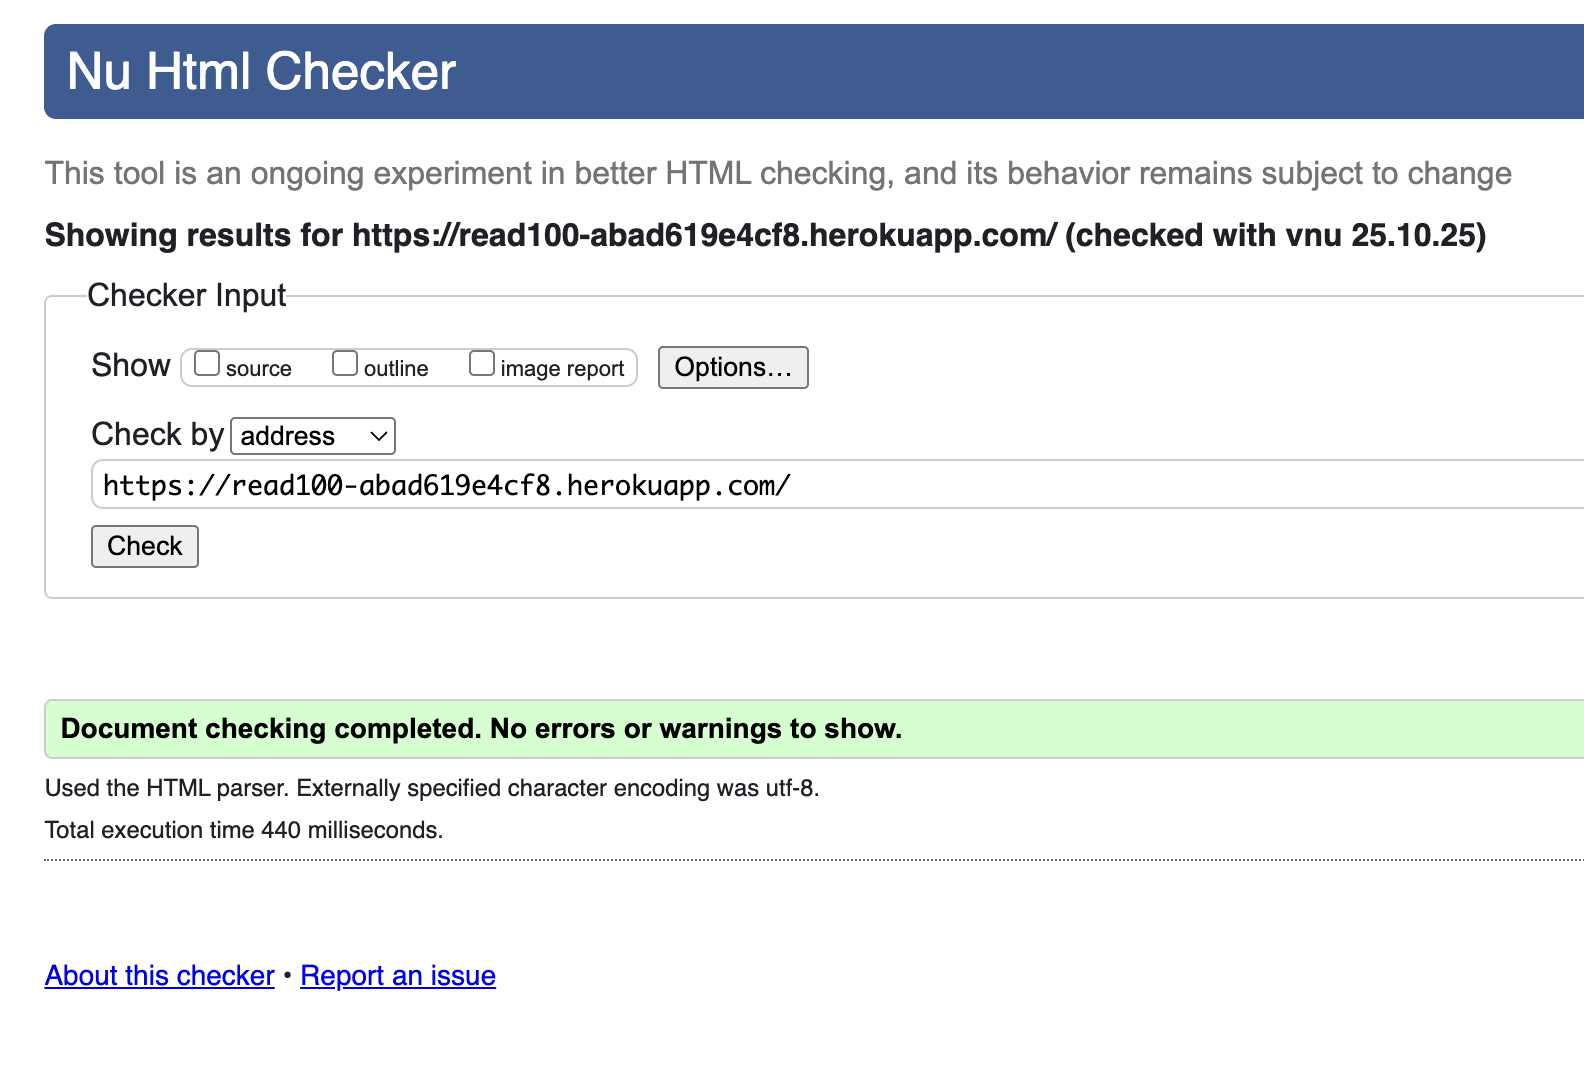 Nu Html Checker
This tool is an ongoing experiment in better HTML checking, and its behavior remains subject to change
Showing results for https://read100-abad619e4cf8.herokuapp.com/ (checked with vnu 25.10.25)
Checker Input
Show source outline image report Options…
Check by address
https://read100-abad619e4cf8.herokuapp.com/
Check
Document checking completed. No errors or warnings to show.
Used the HTML parser. Externally specified character encoding was utf-8.
Total execution time 440 milliseconds.
About this checker • Report an issue